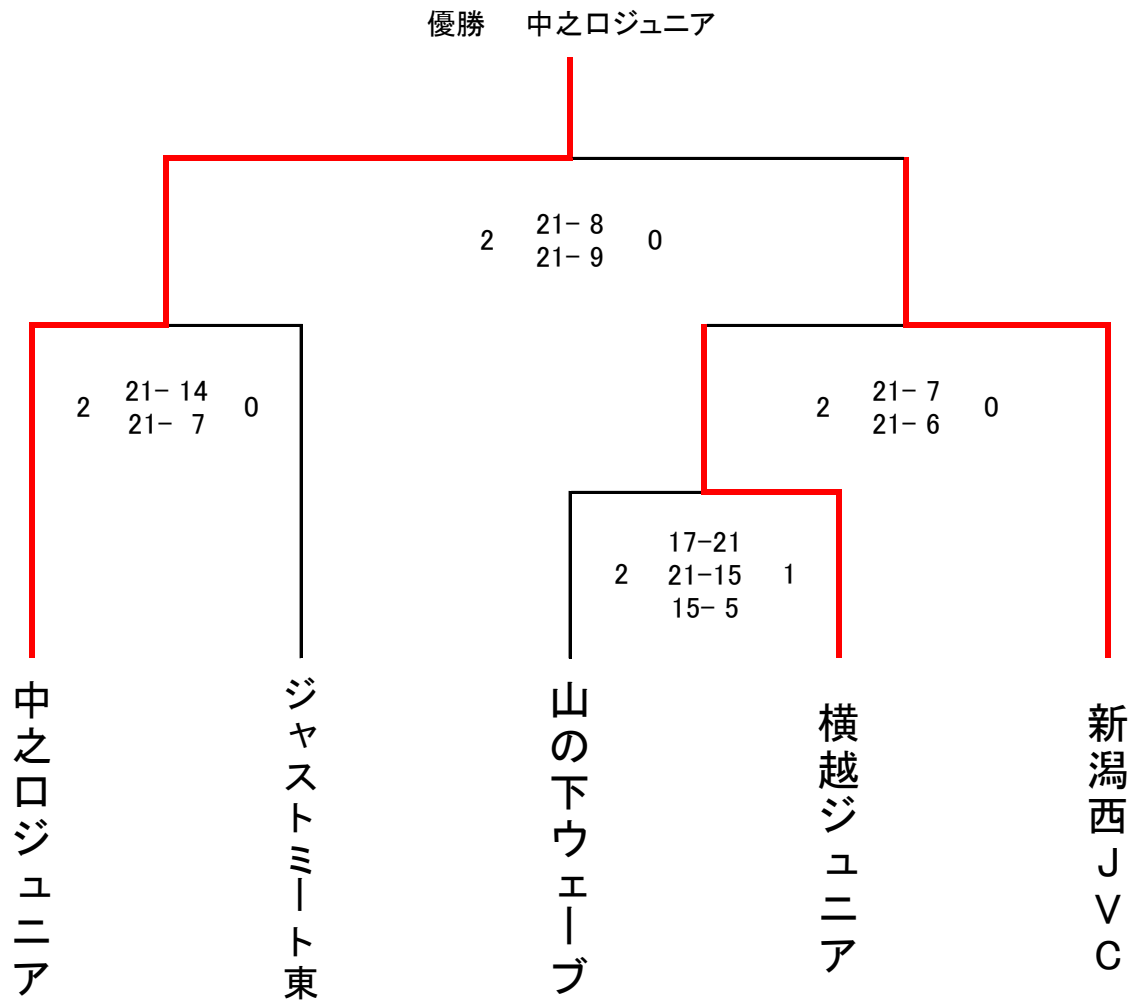 優勝　中之口ジュニア
2　21－ 8　0
21－ 9
2　21－ 14　0
21－ 7
2　21－ 7　0
21－ 6
17－21
2　21－15　1
15－ 5
中之口ジュニア
ジャストミート東
山の下ウェーブ
横越ジュニア
新潟西ＪＶＣ